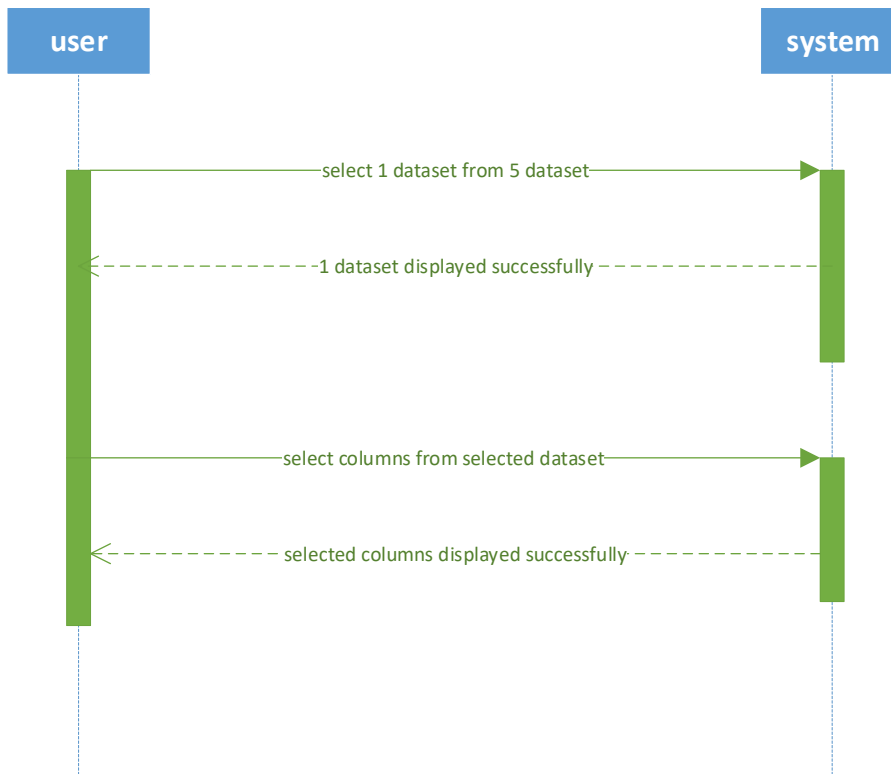 user
system
select 1 dataset from 5 dataset
1 dataset displayed successfully
select columns from selected dataset
selected columns displayed successfully